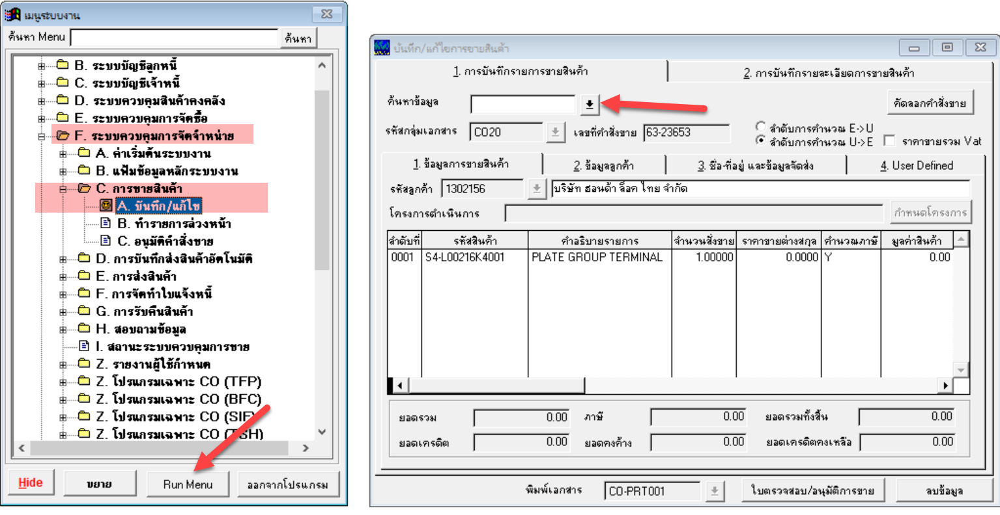 เมนูระบบงาน
ค้นหา Menu
ค้นหา
B. ระบบบัญชีลูกหนี้
C. ระบบบัญชีเจ้าหนี้
D. ระบบควบคุมสินค้าคงคลัง
E. ระบบควบคุมการจัดซื้อ
F. ระบบควบคุมการจัดจำหน่าย
A. ค่าเริ่มต้นระบบงาน
B. แฟ้มข้อมูลหลักระบบงาน
C. การขายสินค้า
A. บันทึก/แก้ไข
B. ทำรายการล่วงหน้า
C. อนุมัติคำสั่งขาย
D. การบันทึกส่งสินค้าอัตโนมัติ
E. การส่งสินค้า
F. การจัดทำใบแจ้งหนี้
G. การรับคืนสินค้า
H. สอบถามข้อมูล
I. สถานะระบบควบคุมการขาย
Z. รายงานผู้ใช้กำหนด
Z. โปรแกรมเฉพาะ CO (TFP)
Z. โปรแกรมเฉพาะ CO (BFC)
Z. โปรแกรมเฉพาะ CO (SIF)
Z. โปรแกรมเฉพาะ CO (TSH)
Hide ขยาย Run Menu ออกจากโปรแกรม
บันทึก/แก้ไขการขายสินค้า
1. การบันทึกรายการขายสินค้า 2. การบันทึกรายละเอียดการขายสินค้า
ค้นหาข้อมูล คัดลอกคำสั่งขาย
รหัสกลุ่มเอกสาร CO20 เลขที่คำสั่งขาย 63-23653
ลำดับการคำนวณ E->U
ลำดับการคำนวณ U->E ราคาขายรวม Vat
1. ข้อมูลการขายสินค้า 2. ข้อมูลลูกค้า 3. ชื่อ-ที่อยู่ และข้อมูลจัดส่ง 4. User Defined
รหัสลูกค้า 1302156 บริษัท ฮอนด้า ล็อค ไทย จำกัด
โครงการดำเนินการ กำหนดโครงการ
ลำดับที่ รหัสสินค้า คำอธิบายรายการ จำนวนสั่งขาย ราคาขายต่างสกุล คำนวณภาษี มูลค่าสินค้า
0001 S4-L00216K4001 PLATE GROUP TERMINAL 1.00000 0.0000 Y 0.00
ยอดรวม 0.00 ภาษี 0.00 ยอดรวมทั้งสิ้น 0.00
ยอดเครดิต 0.00 ยอดคงค้าง 0.00 ยอดเครดิตคงเหลือ 0.00
พิมพ์เอกสาร CO-PRT001 ใบตรวจสอบ/อนุมัติการขาย ลบข้อมูล